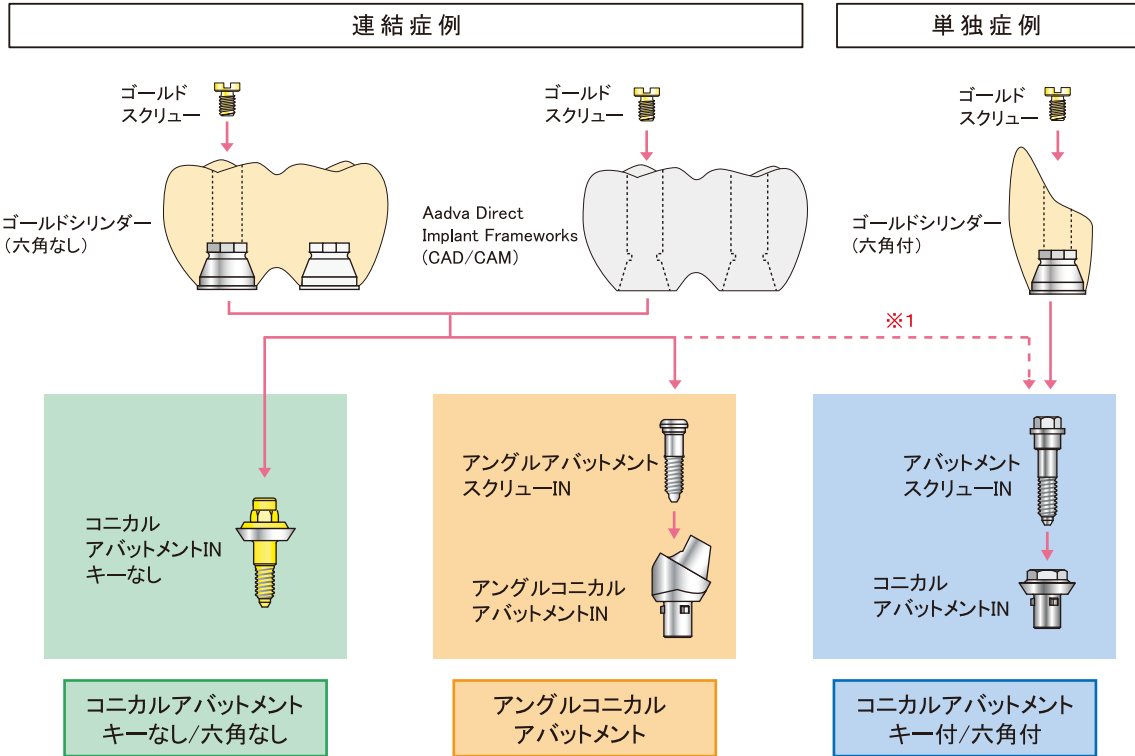 連結症例
単独症例
ゴールド
スクリュー
ゴールド
スクリュー
ゴールド
スクリュー
ゴールドシリンダー
(六角なし)
Aadva Direct
Implant Frameworks
(CAD/CAM)
ゴールドシリンダー
(六角付)
※1
コニカル
アバットメントIN
キーなし
アングルアバットメント
スクリューIN
アングルコニカル
アバットメントIN
アバットメント
スクリューIN
コニカル
アバットメントIN
コニカルアバットメント
キーなし/六角なし
アングルコニカル
アバットメント
コニカルアバットメント
キー付/六角付